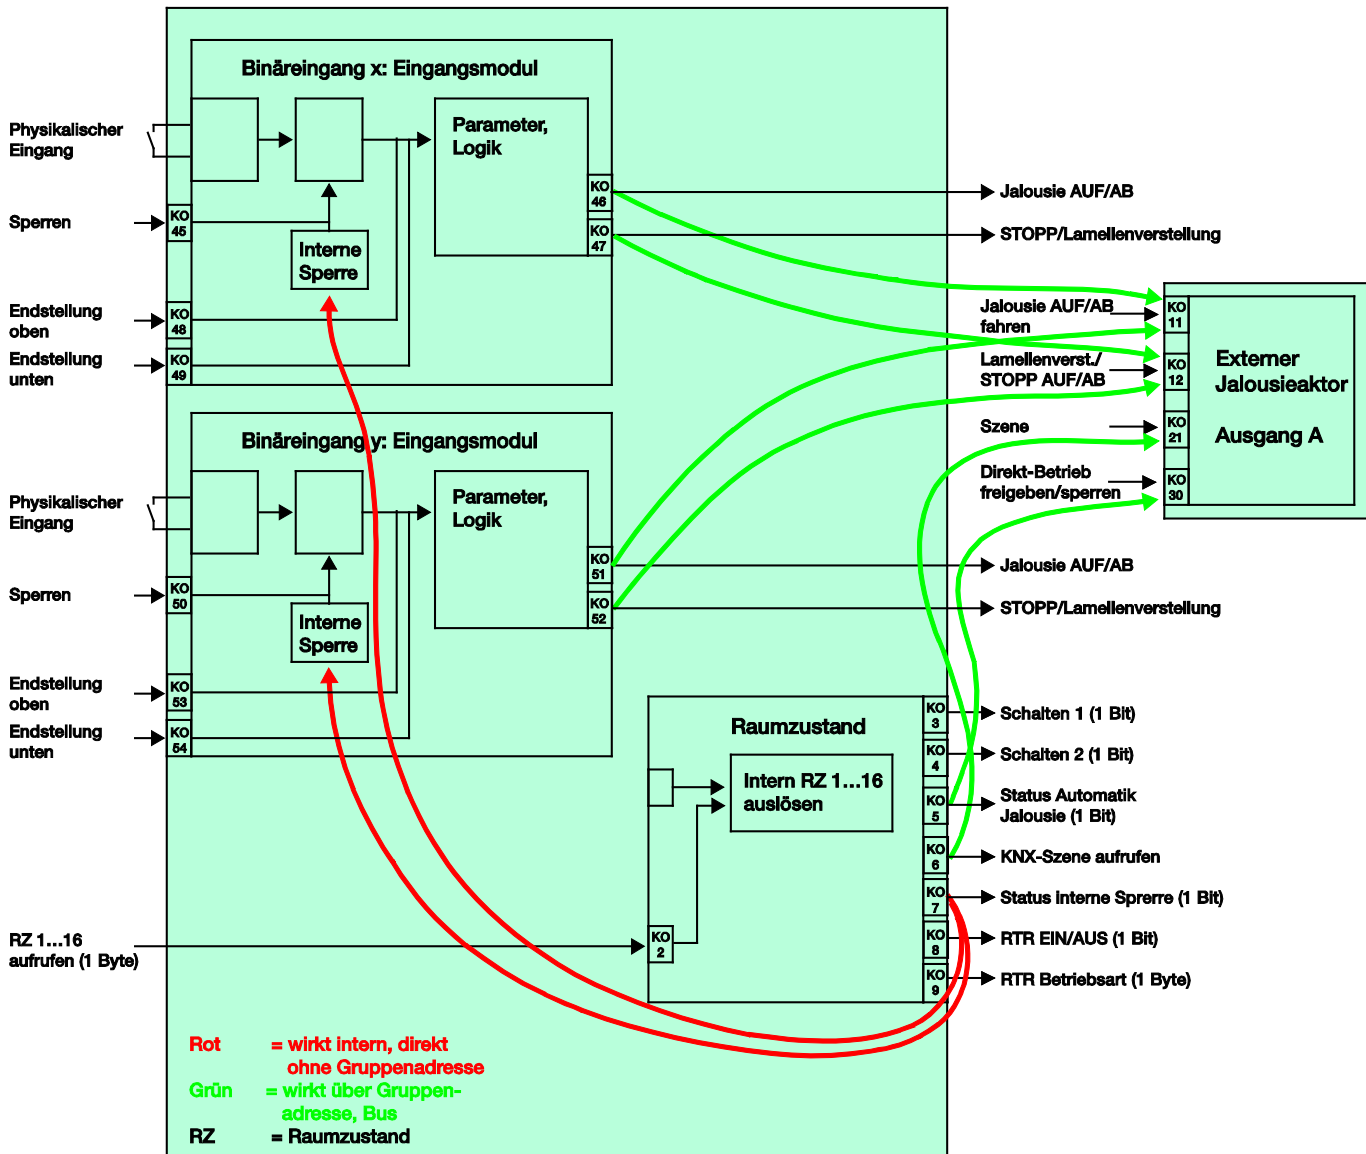 Binäreingang x: Eingangsmodul
Physikalischer
Eingang
Parameter,
Logik
KO
46
Jalousie AUF/AB
Sperren
KO
45
KO
47
STOPP/Lamellenverstellung
Interne
Sperre
Endstellung
oben
KO
48
Endstellung
unten
KO
49
Jalousie AUF/AB
fahren
KO
11
Lamellenverst./
STOPP AUF/AB
KO
12
Externer
Jalousieaktor
Ausgang A
Szene
KO
21
Direkt-Betrieb
freigeben/sperren
KO
30
Binäreingang y: Eingangsmodul
Physikalischer
Eingang
Parameter,
Logik
KO
51
Jalousie AUF/AB
Sperren
KO
50
KO
52
STOPP/Lamellenverstellung
Interne
Sperre
Endstellung
oben
KO
53
Endstellung
unten
KO
54
Raumzustand
Intern RZ 1...16
auslösen
KO
3
Schalten 1 (1 Bit)
KO
4
Schalten 2 (1 Bit)
KO
5
Status Automatik
Jalousie (1 Bit)
KO
6
KNX-Szene aufrufen
KO
7
Status interne Sprerre (1 Bit)
KO
8
RTR EIN/AUS (1 Bit)
KO
9
RTR Betriebsart (1 Byte)
RZ 1...16
aufrufen (1 Byte)
KO
2
Rot = wirkt intern, direkt
ohne Gruppenadresse
Grün = wirkt über Gruppen-
adresse, Bus
RZ = Raumzustand